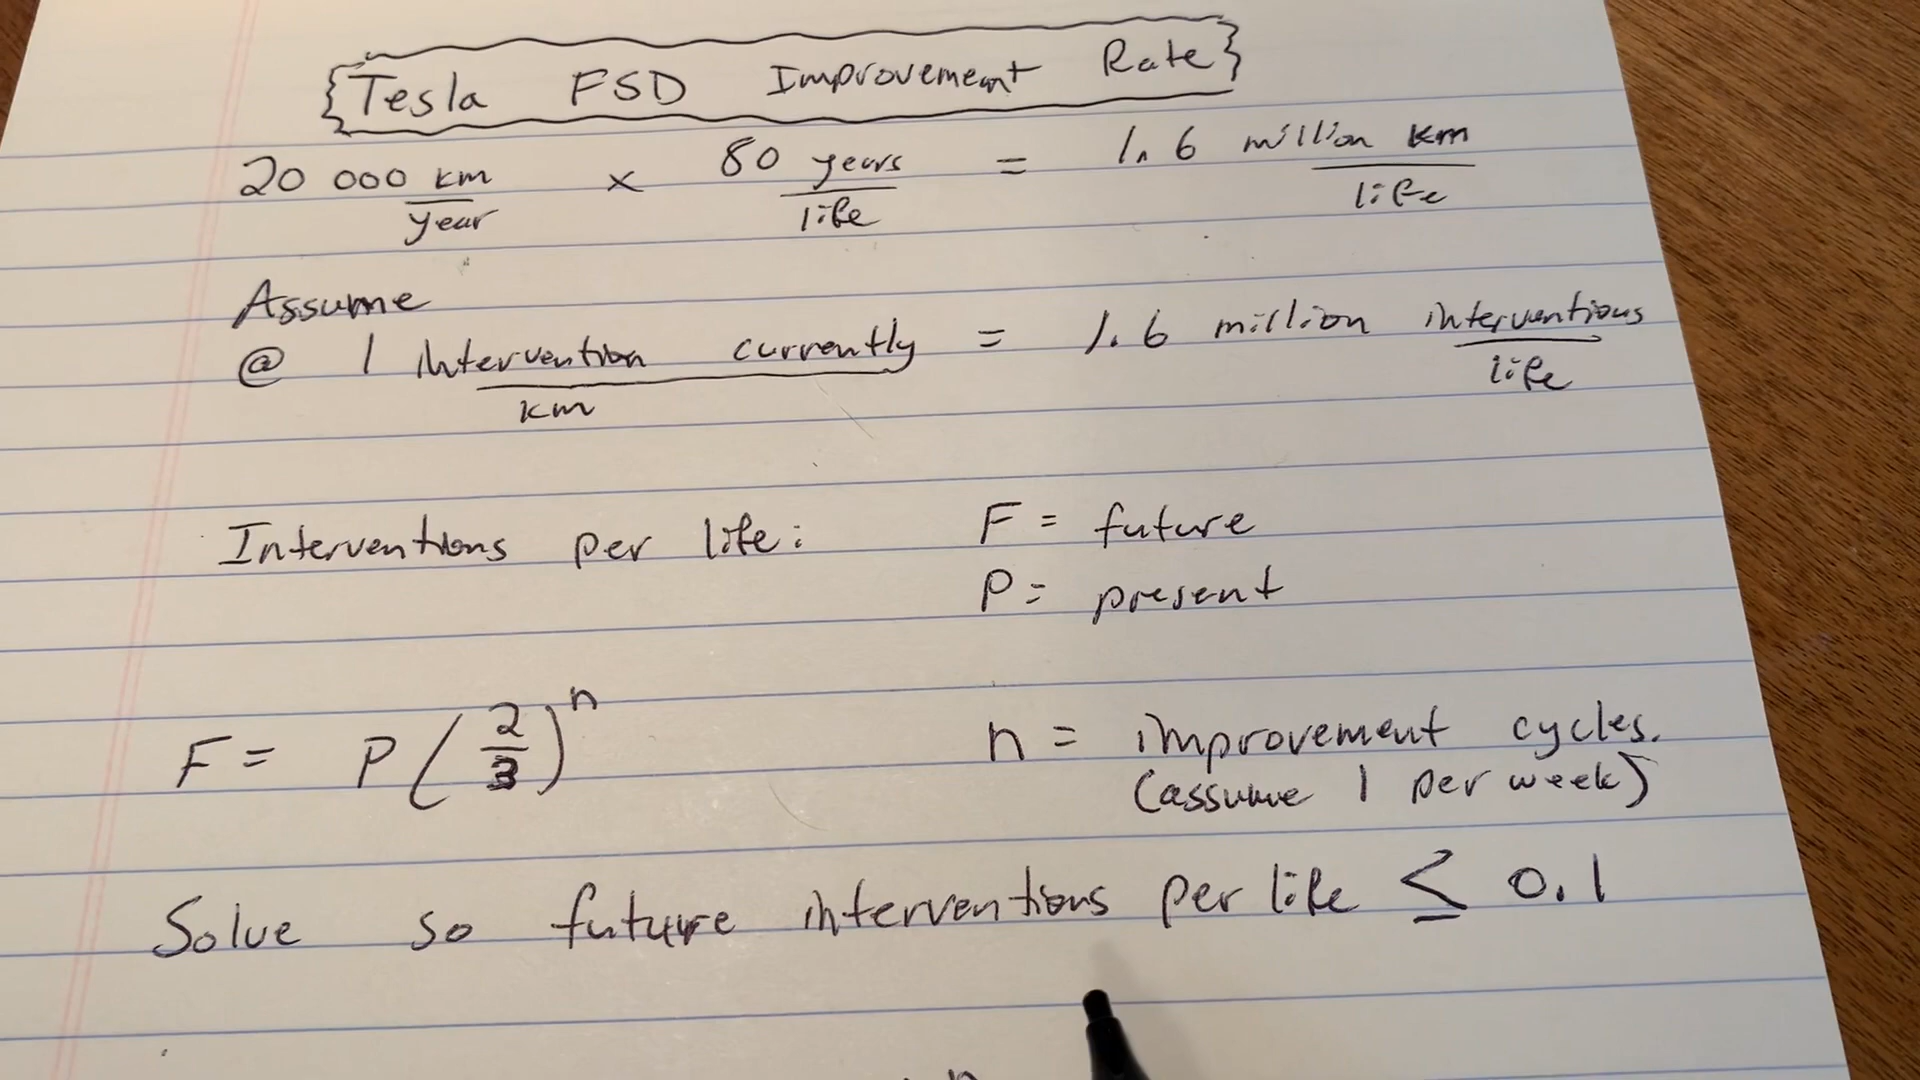 Tesla FSD Improvement Rate
20 000 km/year × 80 years/life = 1.6 million km/life
Assume
@ 1 intervention currently/km = 1.6 million interventions/life
Interventions per life: F = future
P = present
F = P(2/3)^n n = improvement cycles.
(assume 1 per week)
Solve so future interventions per life ≤ 0.1
n